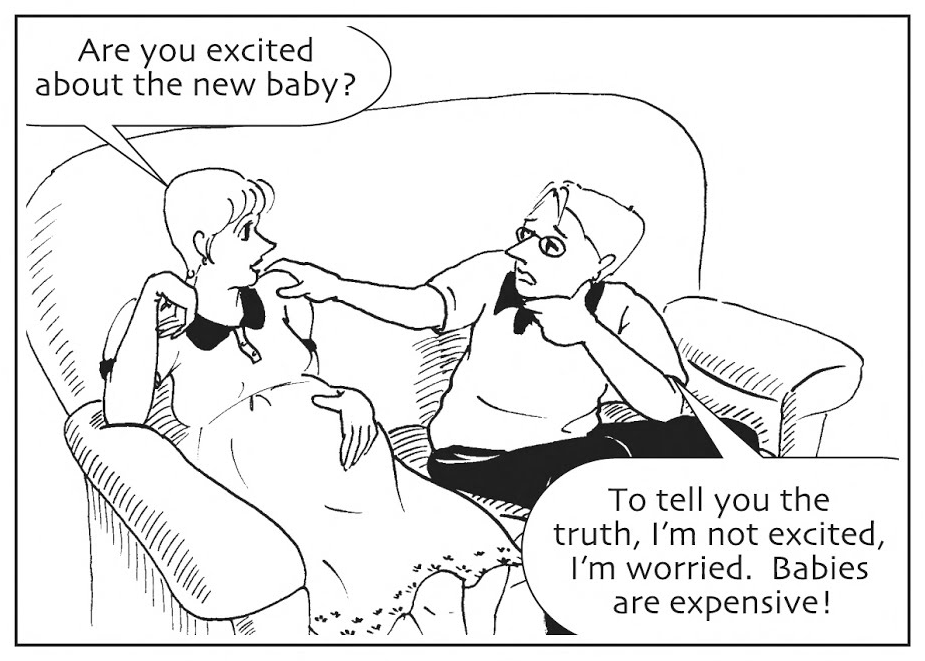 Are you excited
about the new baby?
To tell you the
truth, I'm not excited,
I'm worried.  Babies
are expensive!